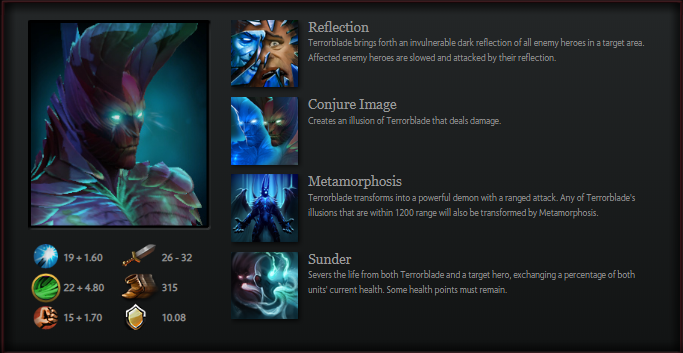 Reflection
Terrorblade brings forth an invulnerable dark reflection of all enemy heroes in a target area.
Affected enemy heroes are slowed and attacked by their reflection.
Conjure Image
Creates an illusion of Terrorblade that deals damage.
Metamorphosis
Terrorblade transforms into a powerful demon with a ranged attack. Any of Terrorblade's
illusions that are within 1200 range will also be transformed by Metamorphosis.
Sunder
Severs the life from both Terrorblade and a target hero, exchanging a percentage of both
units' current health. Some health points must remain.
19 + 1.60 26 - 32
22 + 4.80 315
15 + 1.70 10.08